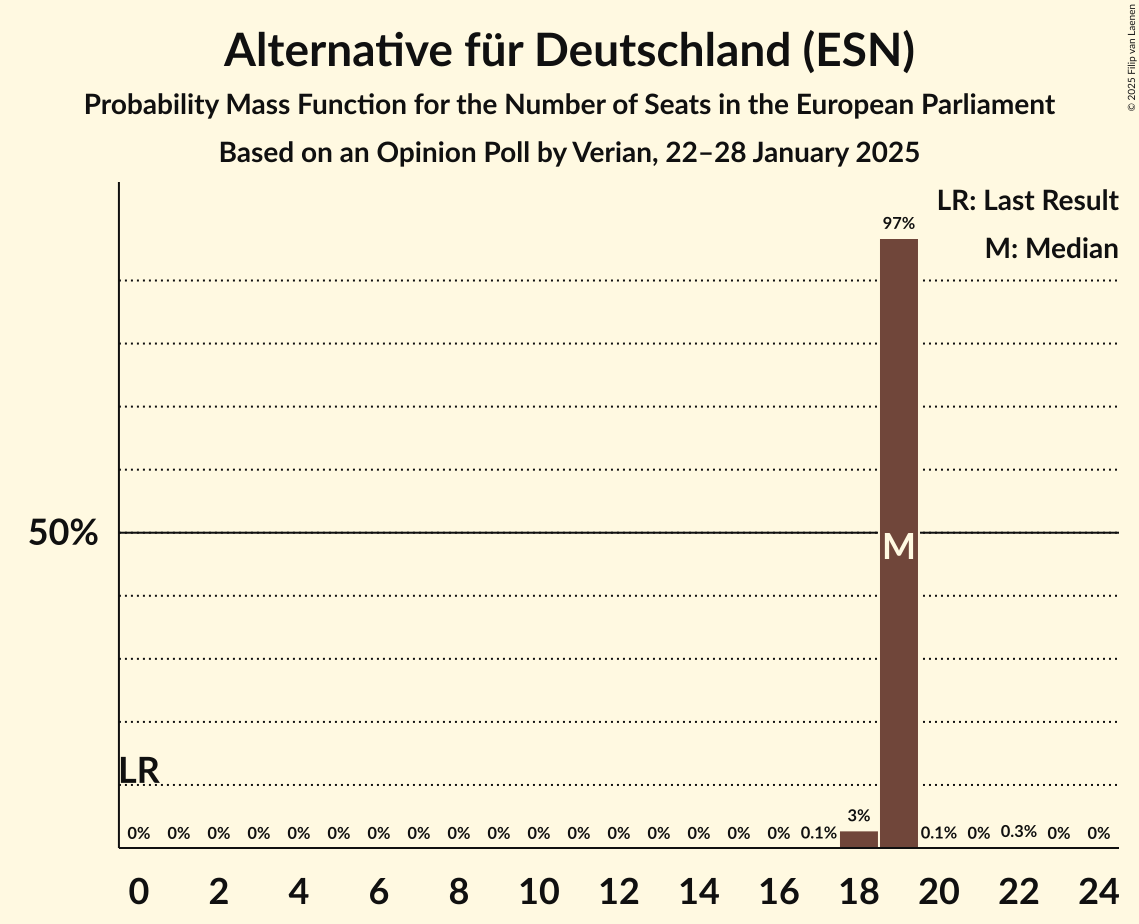 Alternative für Deutschland (ESN)
Probability Mass Function for the Number of Seats in the European Parliament
Based on an Opinion Poll by Verian, 22–28 January 2025
© 2025 Filip van Laenen
LR: Last Result
M: Median
97%
50%
M
LR
3%
0% 0% 0% 0% 0% 0% 0% 0% 0% 0% 0% 0% 0% 0% 0% 0% 0% 0.1% 0.1% 0% 0.3% 0% 0%
0 2 4 6 8 10 12 14 16 18 20 22 24